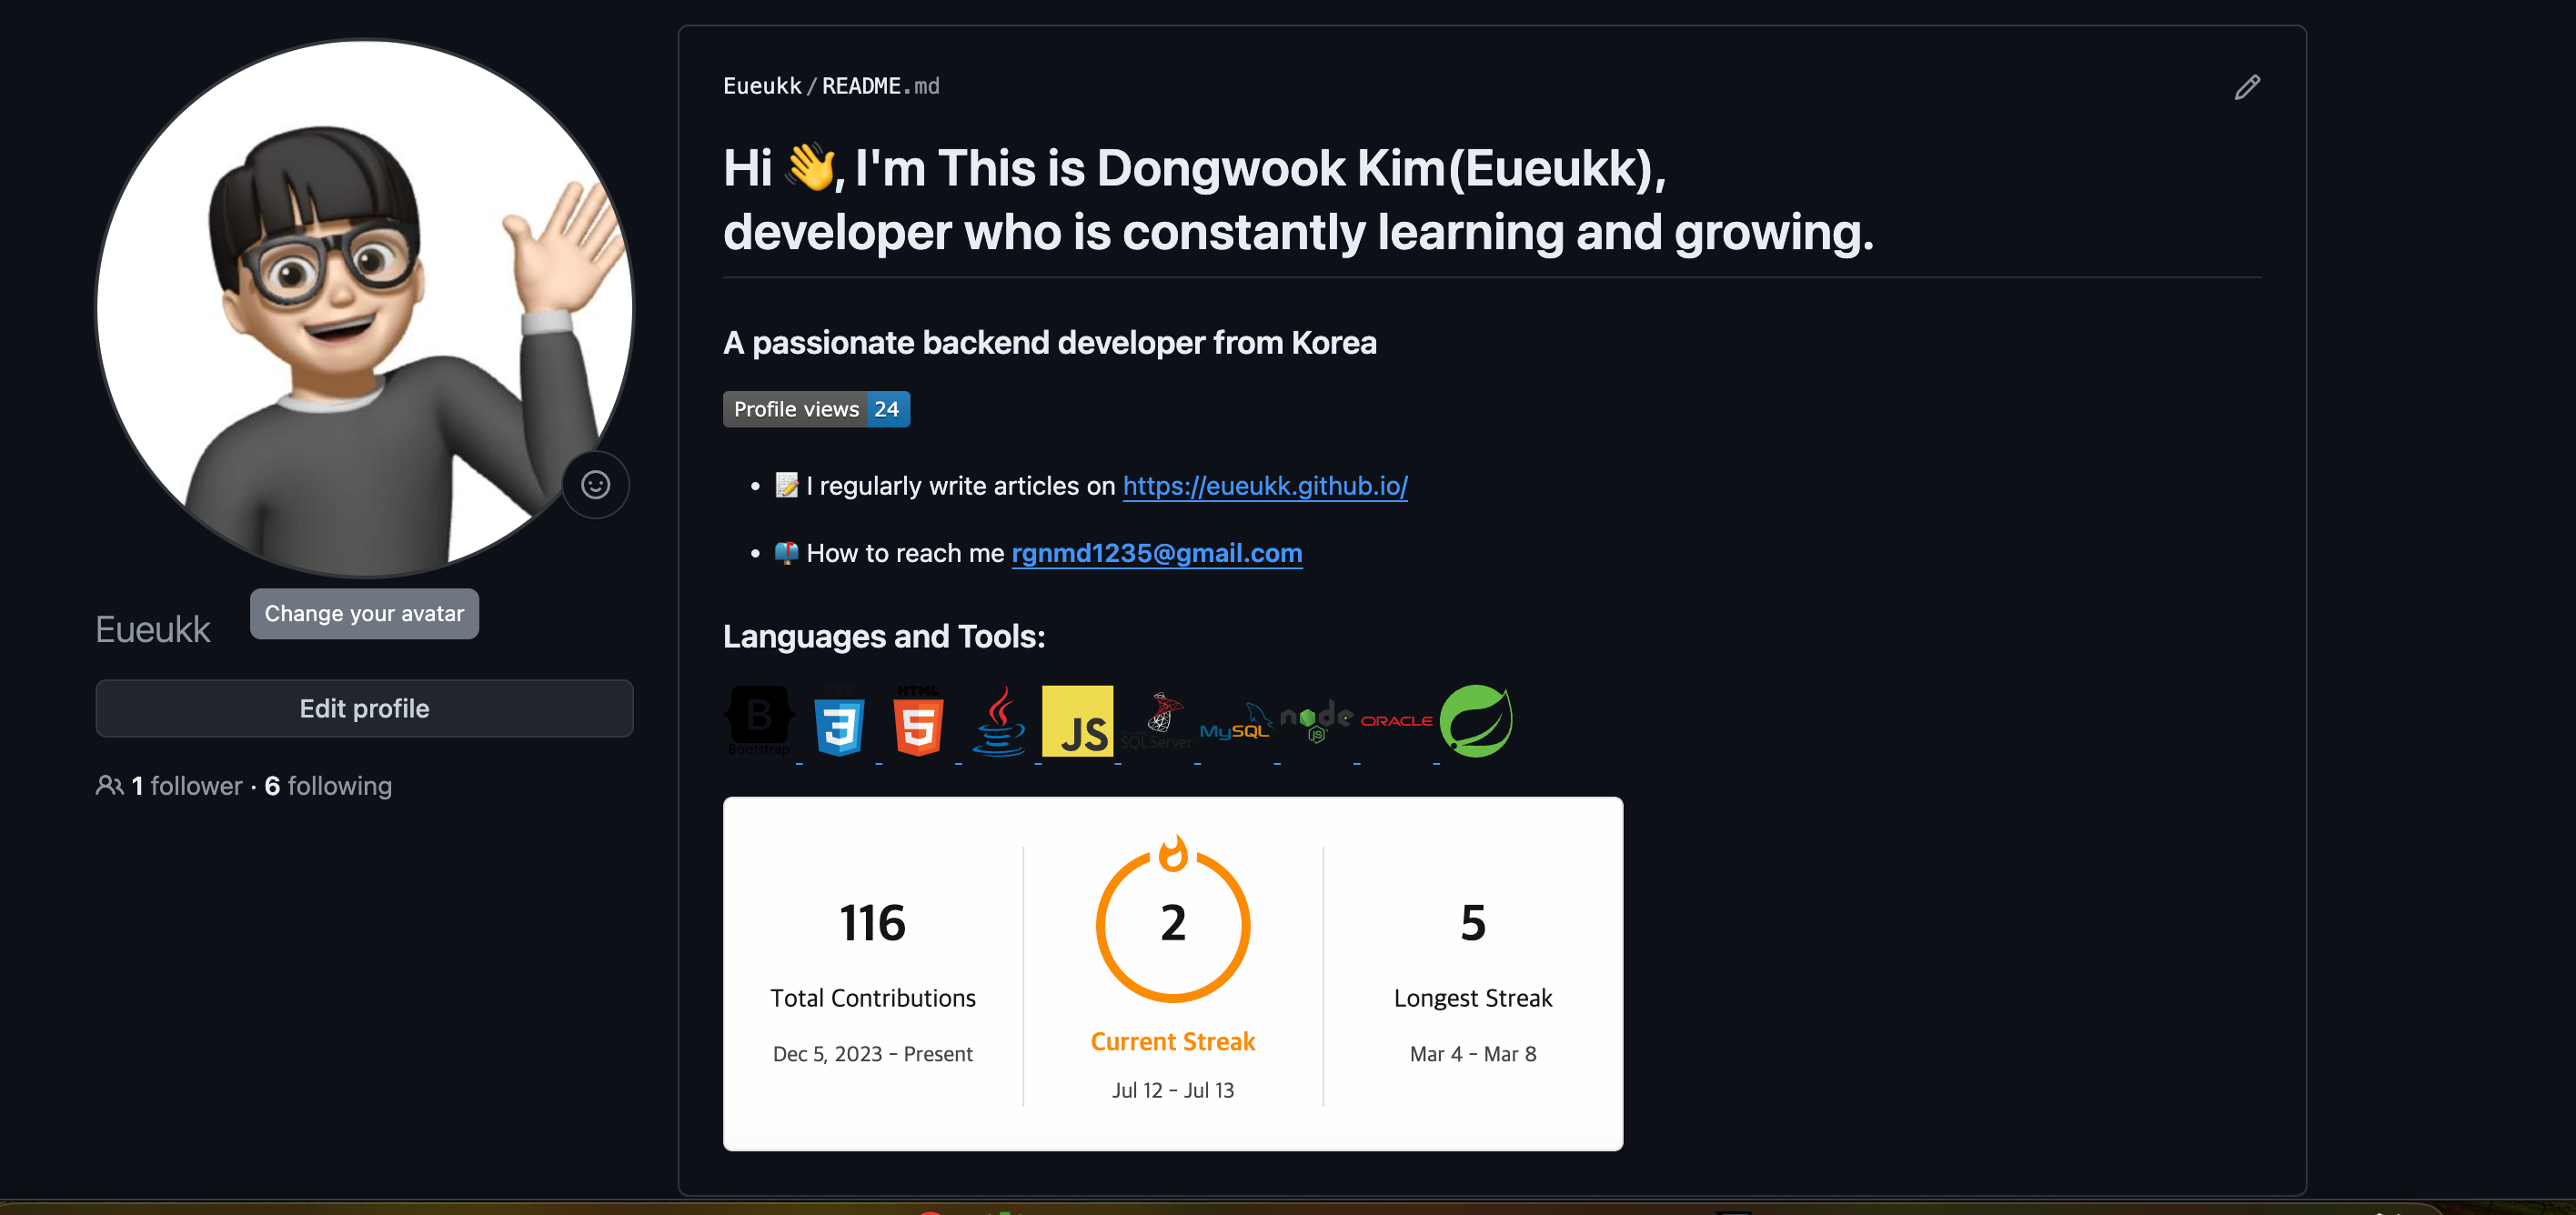 Eueukk
Change your avatar
Edit profile
1 follower · 6 following
Eueukk/README.md
Hi 👋, I'm This is Dongwook Kim(Eueukk),
developer who is constantly learning and growing.
A passionate backend developer from Korea
Profile views 24
• 📝 I regularly write articles on https://eueukk.github.io/
• 📫 How to reach me rgnmd1235@gmail.com
Languages and Tools:
B
Bootstrap
CSS
3
HTML
5
JS
SQL Server
MySQL
node
JS
ORACLE
116
Total Contributions
Dec 5, 2023 - Present
2
Current Streak
Jul 12 - Jul 13
5
Longest Streak
Mar 4 - Mar 8